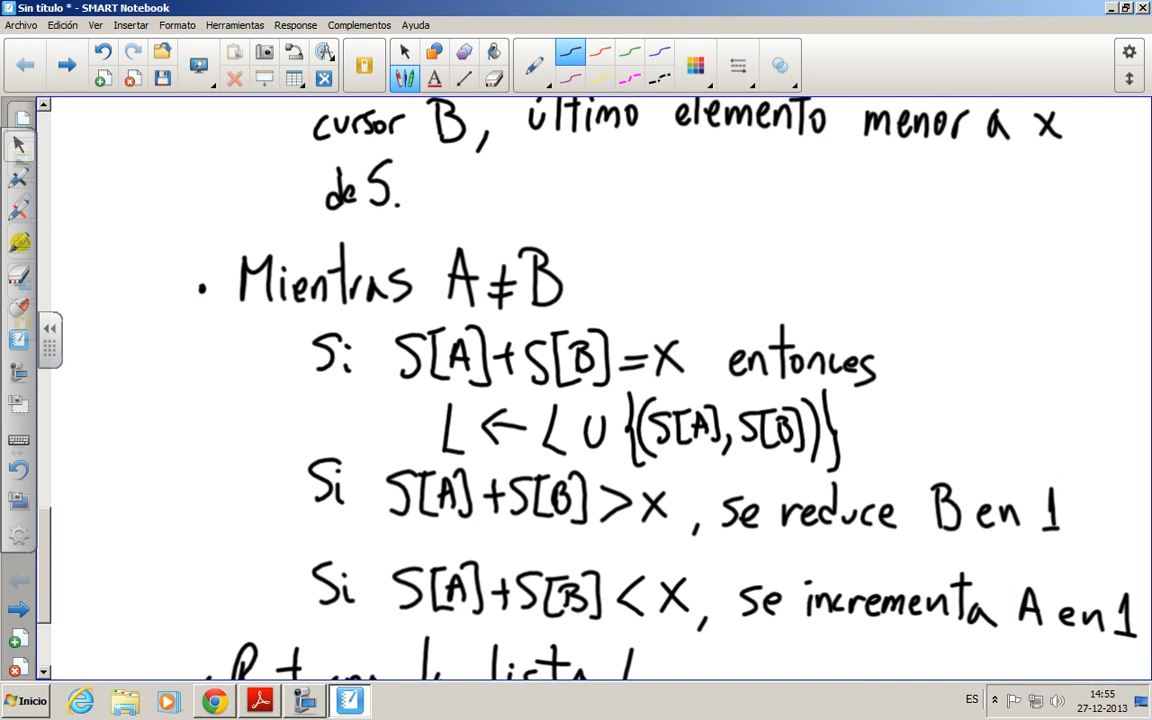 Sin título * - SMART Notebook
Archivo Edición Ver Insertar Formato Herramientas Response Complementos Ayuda
cursor B, último elemento menor a x
de S.
· Mientras A ≠ B
Si S[A]+S[B]=X entonces
L ← L ∪ {(S[A], S[B])}
Si S[A]+S[B]>X, se reduce B en 1
Si S[A]+S[B]<X, se incrementa A en 1
lista L
Inicio
ES
14:55
27-12-2013